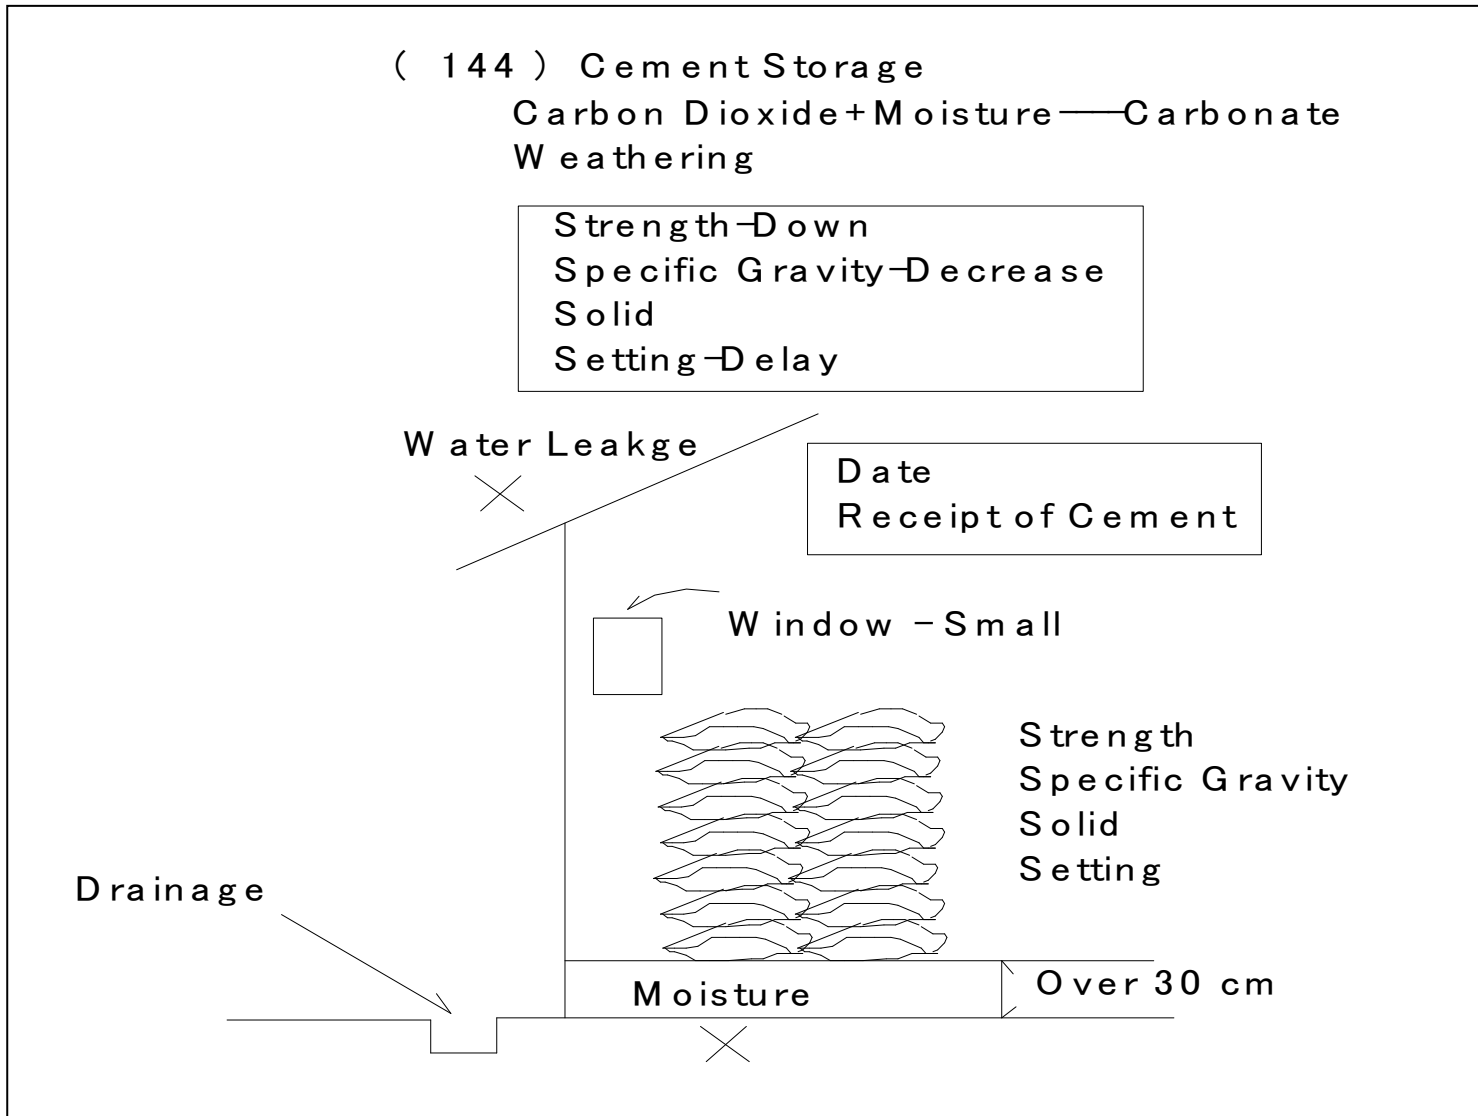 ( 144 ) Cement Storage
Carbon Dioxide+Moisture——Carbonate
Weathering
Strength-Down
Specific Gravity-Decrease
Solid
Setting-Delay
Water Leakge
Date
Receipt of Cement
Window -Small
Strength
Specific Gravity
Solid
Setting
Drainage
Moisture
Over 30 cm